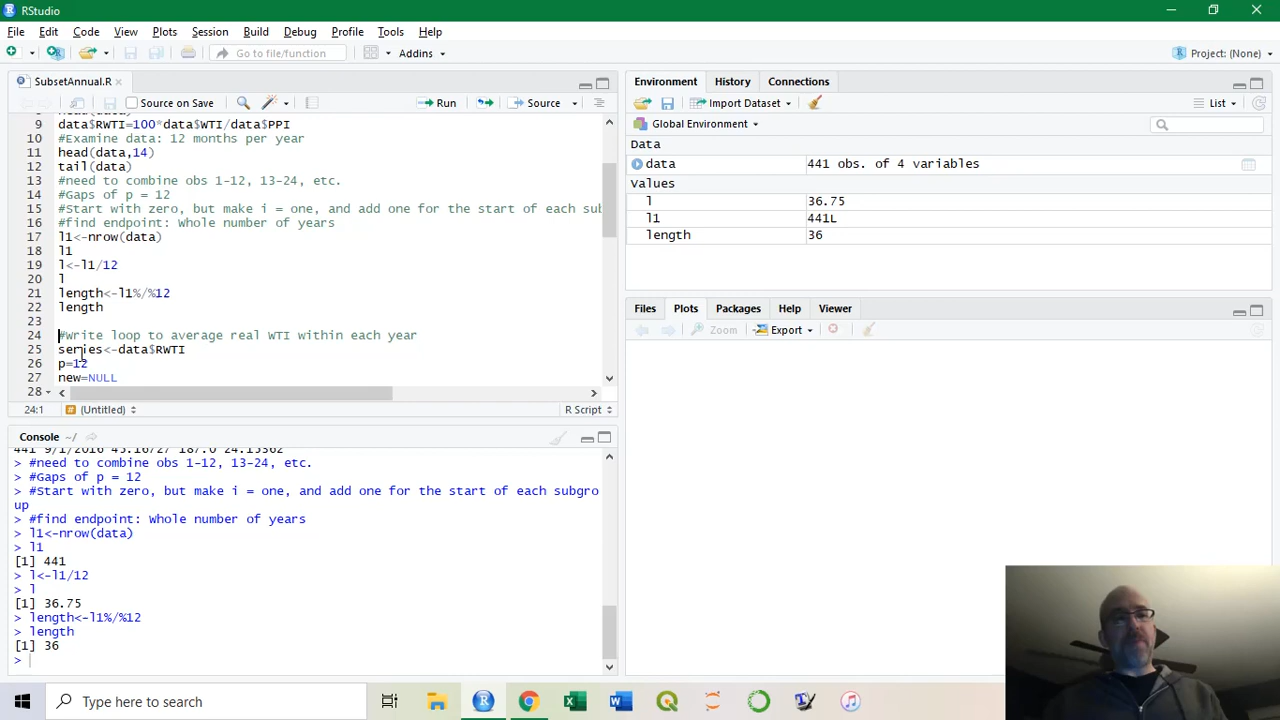 RStudio
File Edit Code View Plots Session Build Debug Profile Tools Help
Go to file/function
Addins
Project: (None)
SubsetAnnual.R
Source on Save
Run
Source
9 data$RWTI=100*data$WTI/data$PPI
10 #Examine data: 12 months per year
11 head(data,14)
12 tail(data)
13 #need to combine obs 1-12, 13-24, etc.
14 #Gaps of p = 12
15 #Start with zero, but make i = one, and add one for the start of each sub
16 #find endpoint: Whole number of years
17 l1<-nrow(data)
18 l1
19 l<-l1/12
20 l
21 length<-l1%/%12
22 length
23
24 #Write loop to average real WTI within each year
25 series<-data$RWTI
26 p=12
27 new=NULL
28
24:1 (Untitled) R Script
Console ~/
441 9/1/2016 45.16727 187.0 24.15362
> #need to combine obs 1-12, 13-24, etc.
> #Gaps of p = 12
> #Start with zero, but make i = one, and add one for the start of each subgro
up
> #find endpoint: Whole number of years
> l1<-nrow(data)
> l1
[1] 441
> l<-l1/12
> l
[1] 36.75
> length<-l1%/%12
> length
[1] 36
>
Environment History Connections
Import Dataset
List
Global Environment
Data
data 441 obs. of 4 variables
Values
l 36.75
l1 441L
length 36
Files Plots Packages Help Viewer
Zoom Export
Type here to search